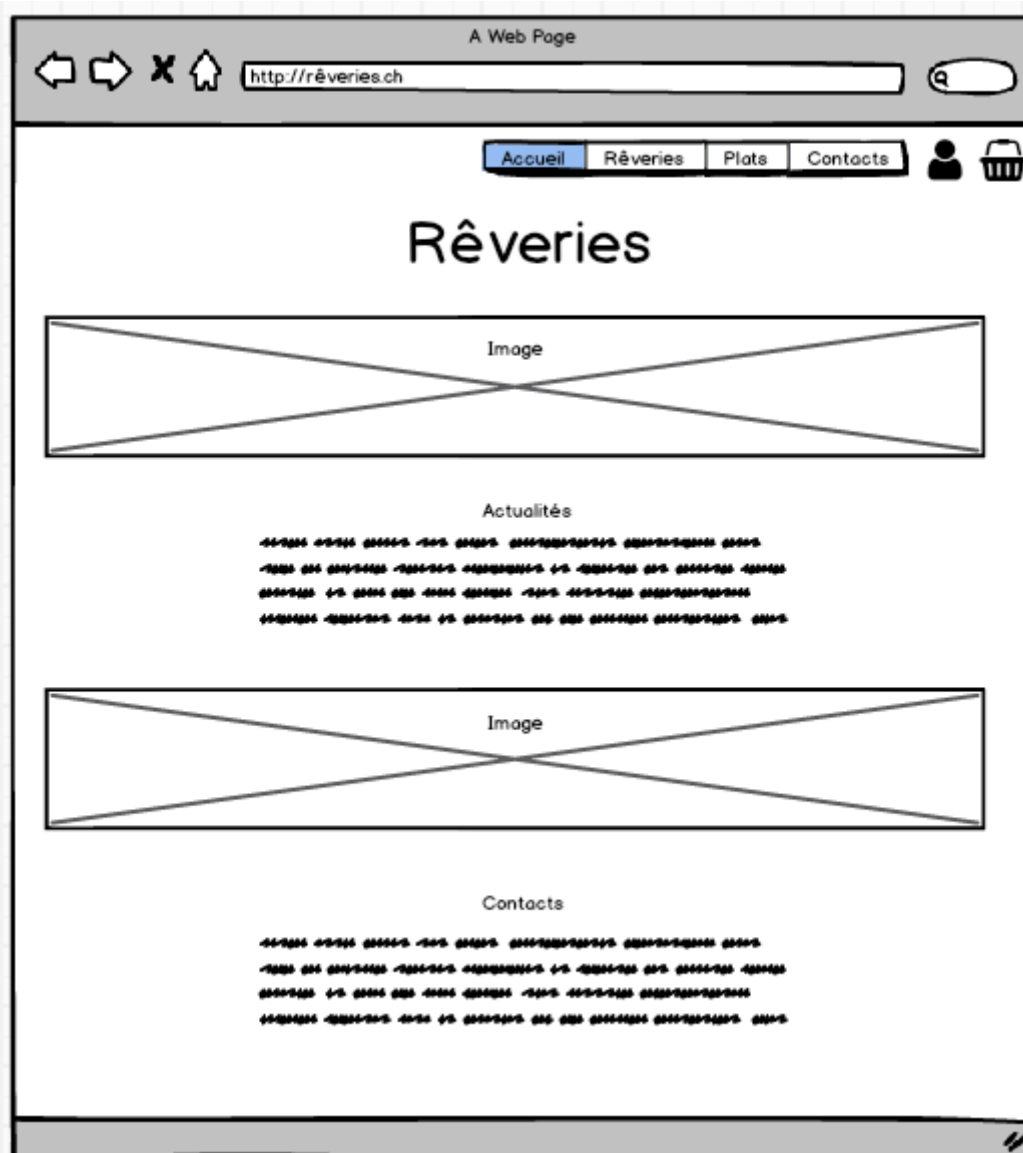 A Web Page
http://rêveries.ch
Accueil Rêveries Plats Contacts
Rêveries
Image
Actualités
Image
Contacts